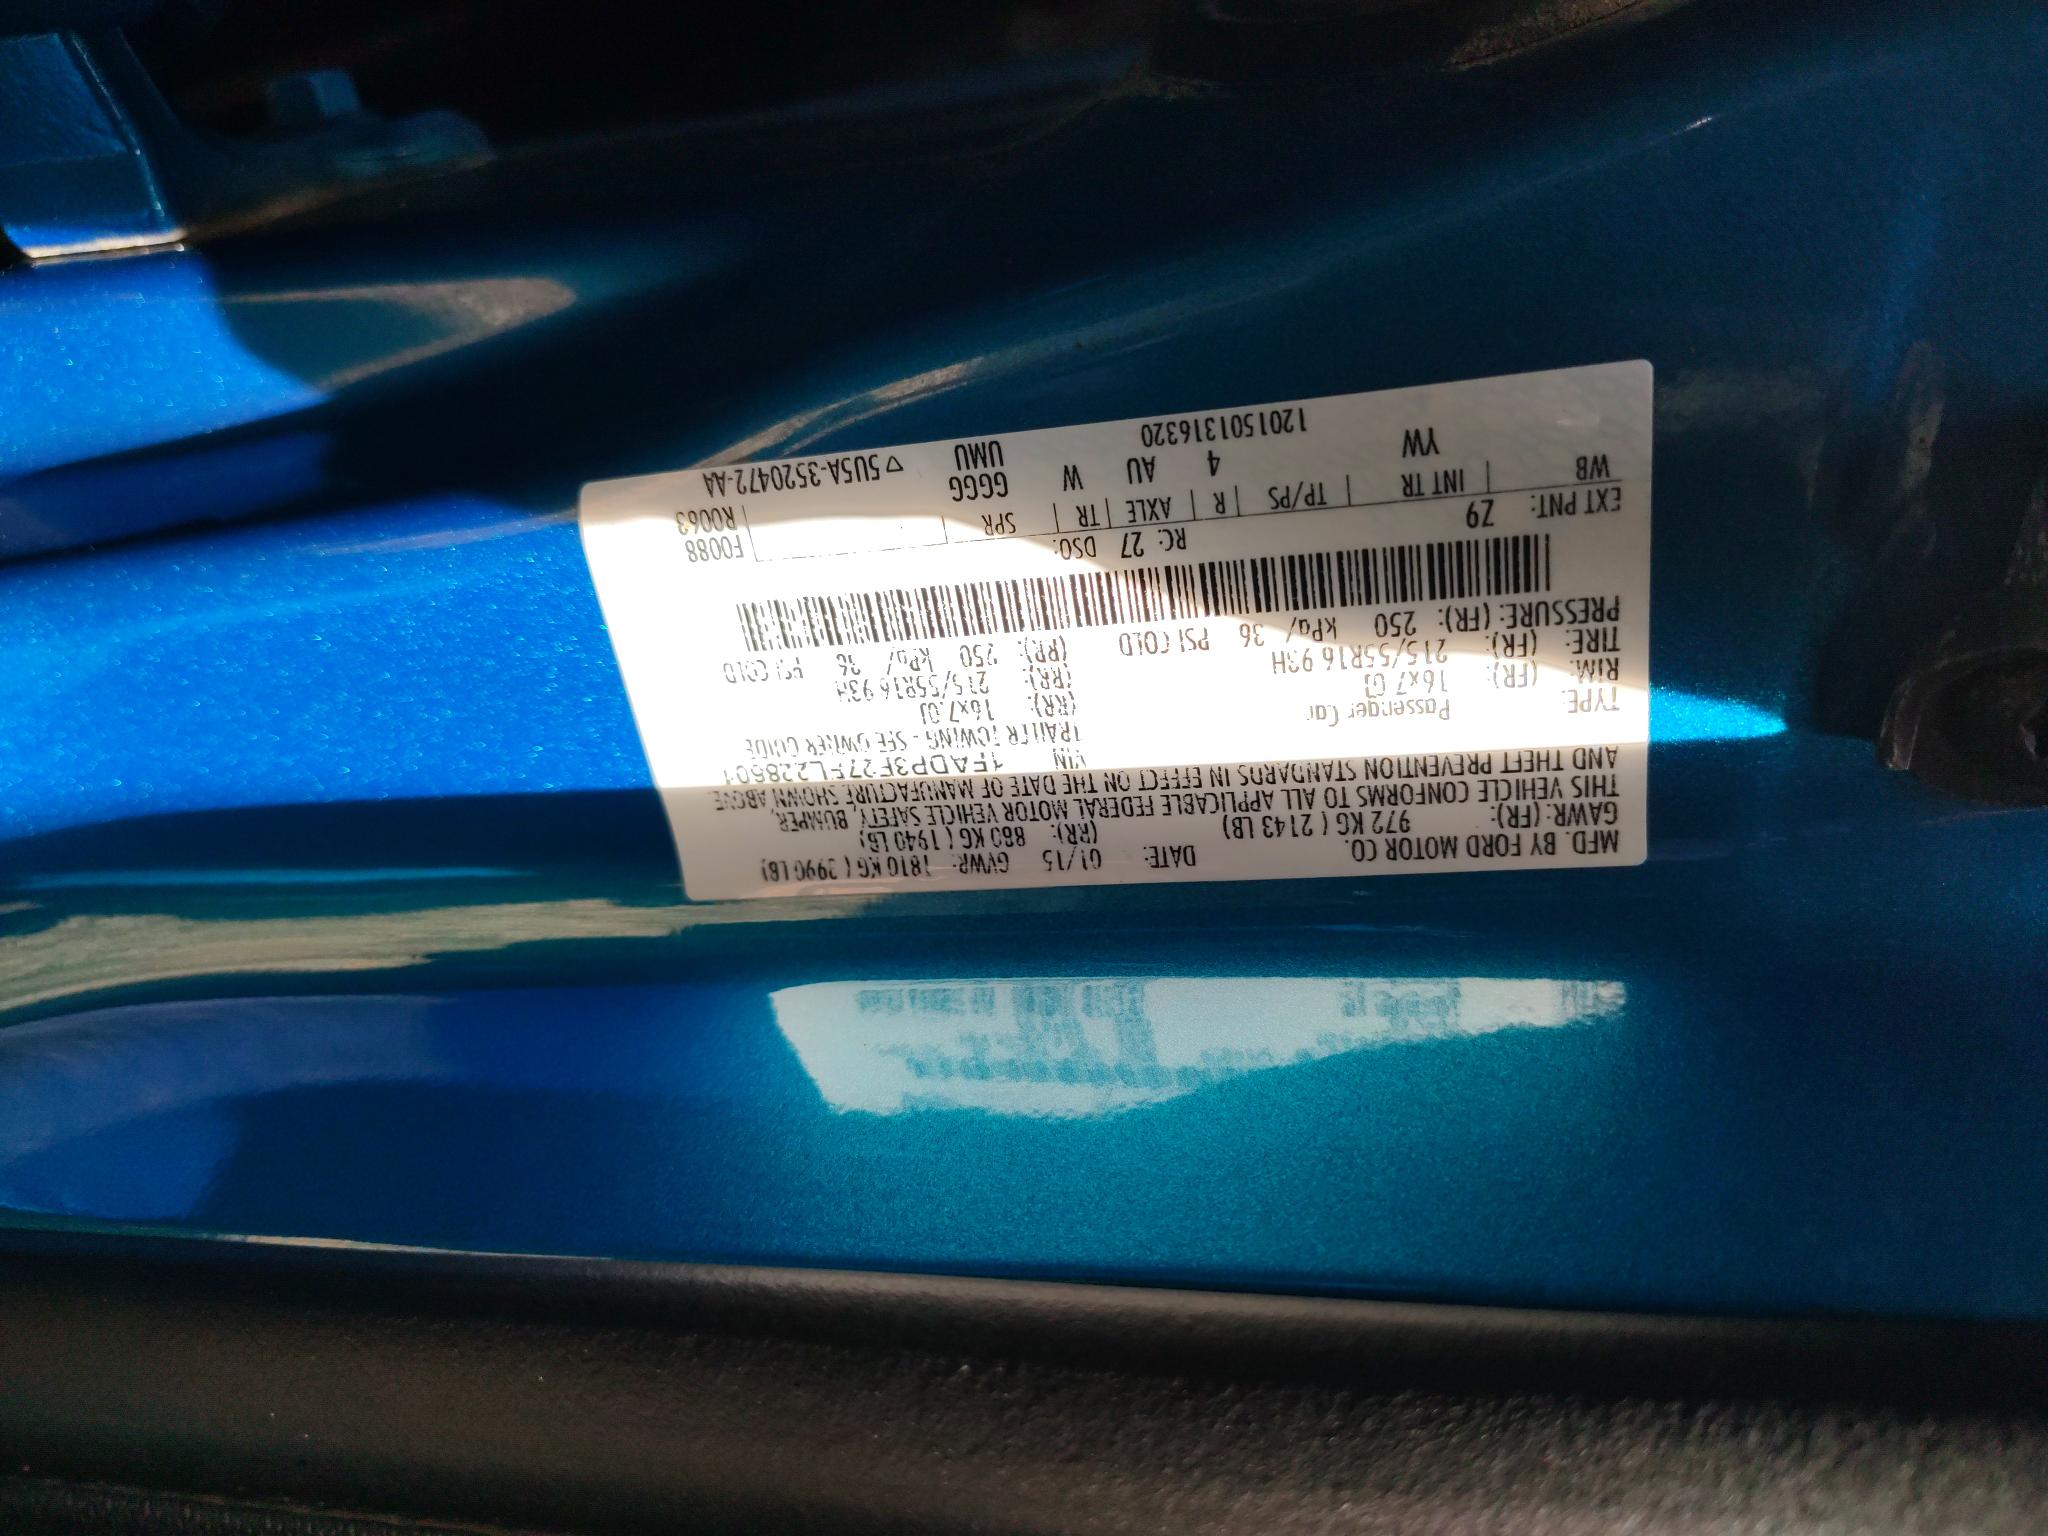 MFD. BY FORD MOTOR CO. DATE: 01/15 GVWR: 1810 KG ( 3990 LB)
GAWR: (FR): 972 KG ( 2143 LB) (RR): 880 KG ( 1940 LB)
THIS VEHICLE CONFORMS TO ALL APPLICABLE FEDERAL MOTOR VEHICLE SAFETY, BUMPER,
AND THEFT PREVENTION STANDARDS IN EFFECT ON THE DATE OF MANUFACTURE SHOWN ABOVE.
VIN 1FADP3F27FL228601
TYPE: Passenger Car TRAILER TOWING - SEE OWNER GUIDE
RIM: (FR): 16x7.0J (RR): 16x7.0J
TIRE: (FR): 215/55R16 93H (RR): 215/55R16 93H
PRESSURE: (FR): 250 kPa/ 36 PSI COLD (RR): 250 kPa/ 36 PSI COLD
EXT PNT: Z9 RC: 27 DSO: F0088
WB | INT TR | TP/PS | R | AXLE | TR | SPR R0063
YW 4 AU W GGGG ▽5U5A-3520472-AA
UMU
1201501316320